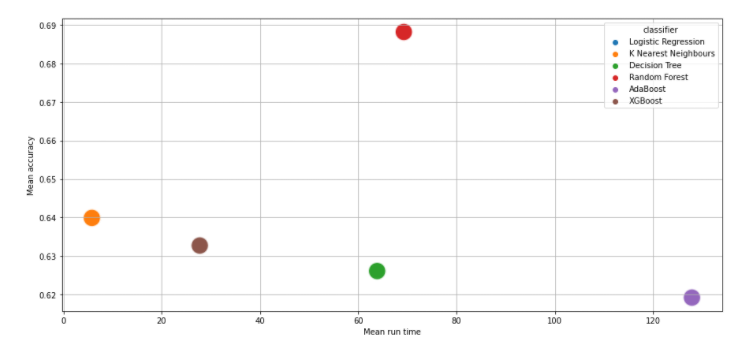 0.69
0.68
0.67
0.66
0.65
0.64
0.63
0.62
Mean accuracy
classifier
Logistic Regression
K Nearest Neighbours
Decision Tree
Random Forest
AdaBoost
XGBoost
0 20 40 60 80 100 120
Mean run time